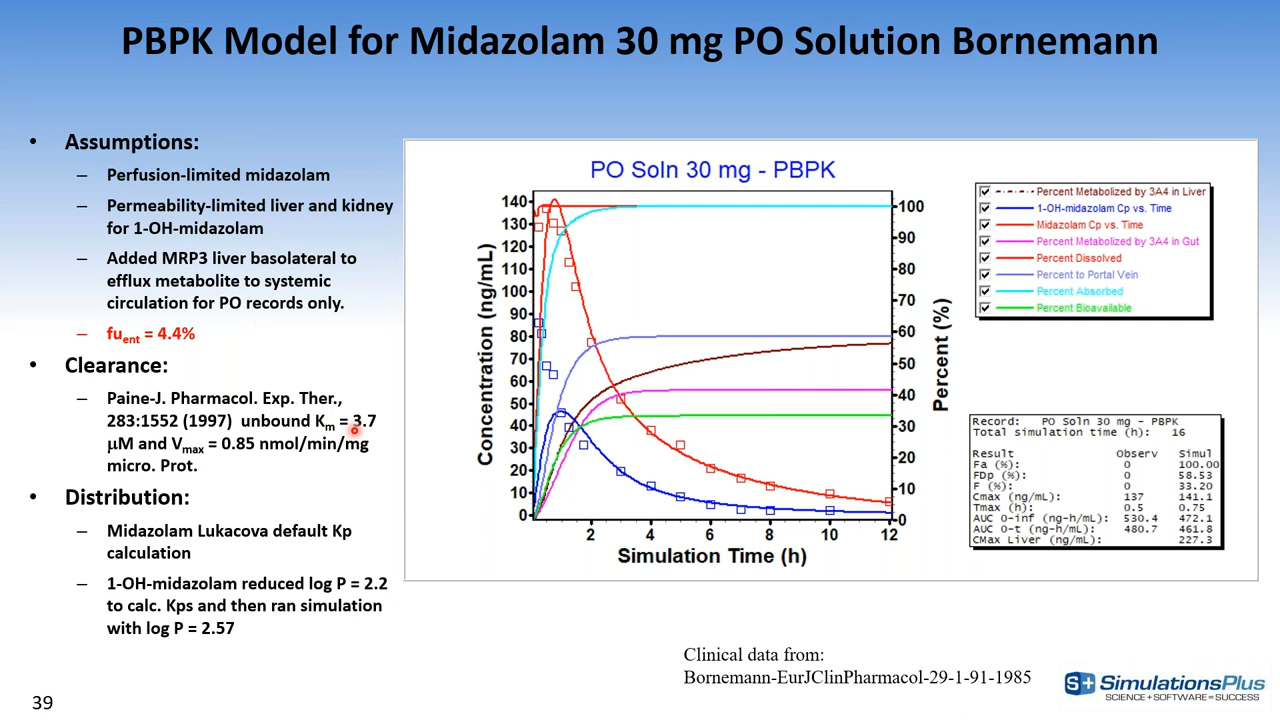 PBPK Model for Midazolam 30 mg PO Solution Bornemann
• Assumptions:
– Perfusion-limited midazolam
– Permeability-limited liver and kidney
for 1-OH-midazolam
– Added MRP3 liver basolateral to
efflux metabolite to systemic
circulation for PO records only.
– fuent = 4.4%
• Clearance:
– Paine-J. Pharmacol. Exp. Ther.,
283:1552 (1997) unbound Km = 3.7
μM and Vmax = 0.85 nmol/min/mg
micro. Prot.
• Distribution:
– Midazolam Lukacova default Kp
calculation
– 1-OH-midazolam reduced log P = 2.2
to calc. Kps and then ran simulation
with log P = 2.57
39
PO Soln 30 mg - PBPK
Concentration (ng/mL)
140
130
120
110
100
90
80
70
60
50
40
30
20
10
0
2 4 6 8 10 12
Simulation Time (h)
100
90
80
70
60
50
40
30
20
10
0
Percent (%)
Percent Metabolized by 3A4 in Liver
1-OH-midazolam Cp vs. Time
Midazolam Cp vs. Time
Percent Metabolized by 3A4 in Gut
Percent Dissolved
Percent to Portal Vein
Percent Absorbed
Percent Bioavailable
Record: PO Soln 30 mg - PBPK
Total simulation time (h): 16
Result Observ Simul
Fa (%): 0 100.00
FDp (%): 0 58.53
F (%): 0 33.20
Cmax (ng/mL): 137 141.1
Tmax (h): 0.5 0.75
AUC 0-inf (ng-h/mL): 530.4 472.1
AUC 0-t (ng-h/mL): 480.7 461.8
CMax Liver (ng/mL): 227.3
Clinical data from:
Bornemann-EurJClinPharmacol-29-1-91-1985
S+ SimulationsPlus
SCIENCE + SOFTWARE = SUCCESS